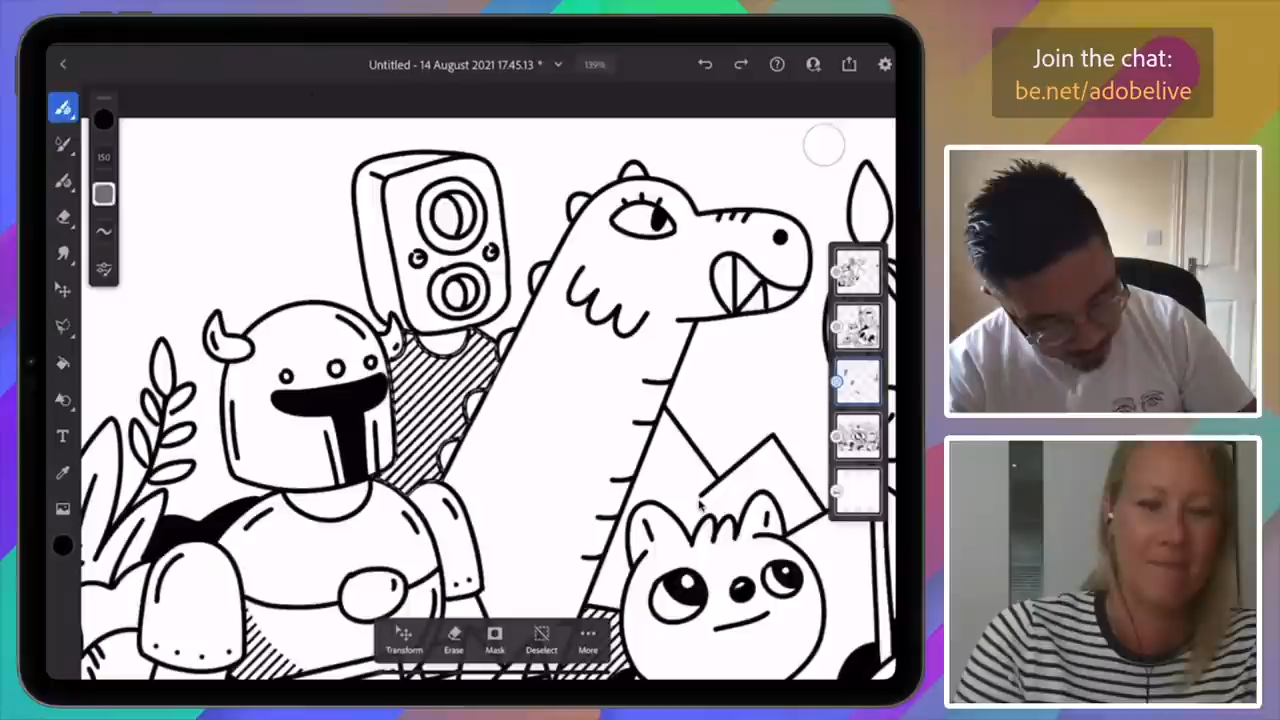 Join the chat:
be.net/adobelive
Untitled - 14 August 2021 17.45.13 *
139%
150
T
Transform
Erase
Mask
Deselect
More